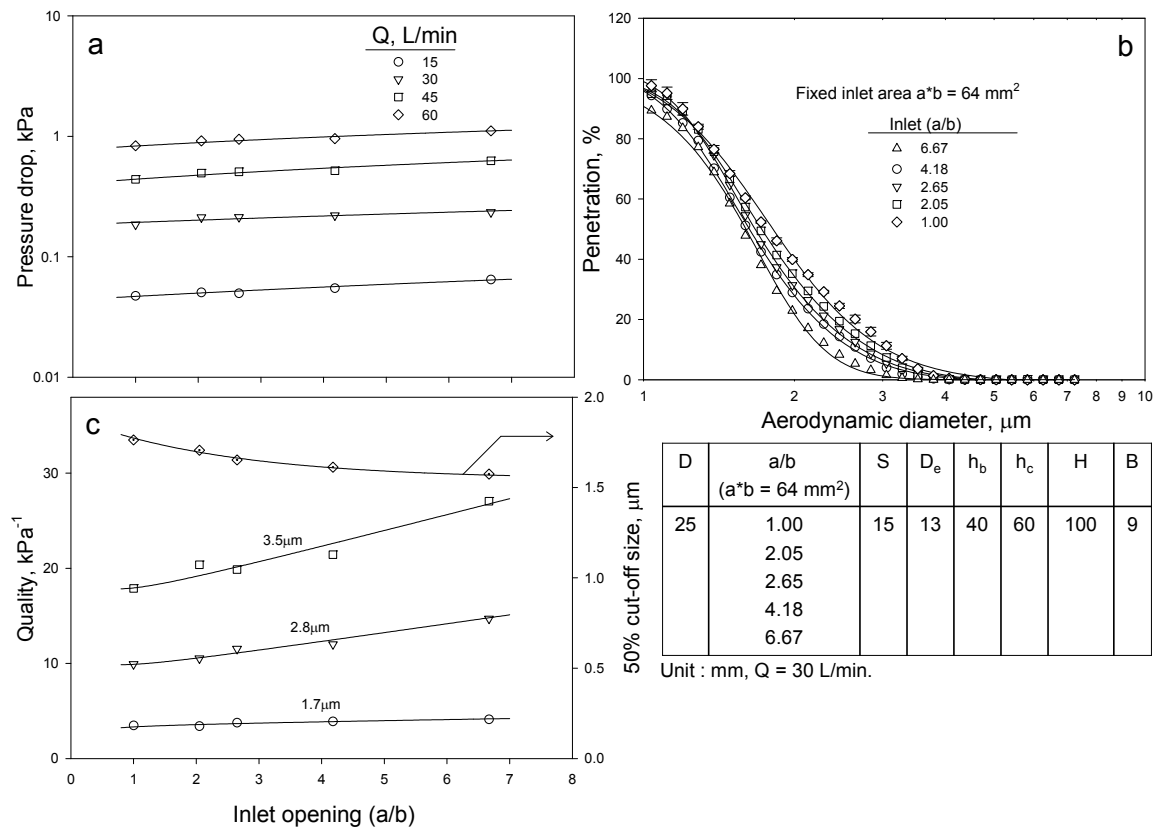 a
Q, L/min
15
30
45
60
Pressure drop, kPa
10
1
0.1
0.01
b
Fixed inlet area a*b = 64 mm²
Inlet (a/b)
6.67
4.18
2.65
2.05
1.00
Penetration, %
120
100
80
60
40
20
0
1 2 3 4 5 6 7 8 10
Aerodynamic diameter, μm
c
3.5μm
2.8μm
1.7μm
Quality, kPa⁻¹
30
20
10
0
50% cut-off size, μm
2.0
1.5
1.0
0.5
0.0
0 1 2 3 4 5 6 7 8
Inlet opening (a/b)
D a/b S Dₑ h_b h_c H B
(a*b = 64 mm²)
25 1.00 15 13 40 60 100 9
2.05
2.65
4.18
6.67
Unit : mm, Q = 30 L/min.